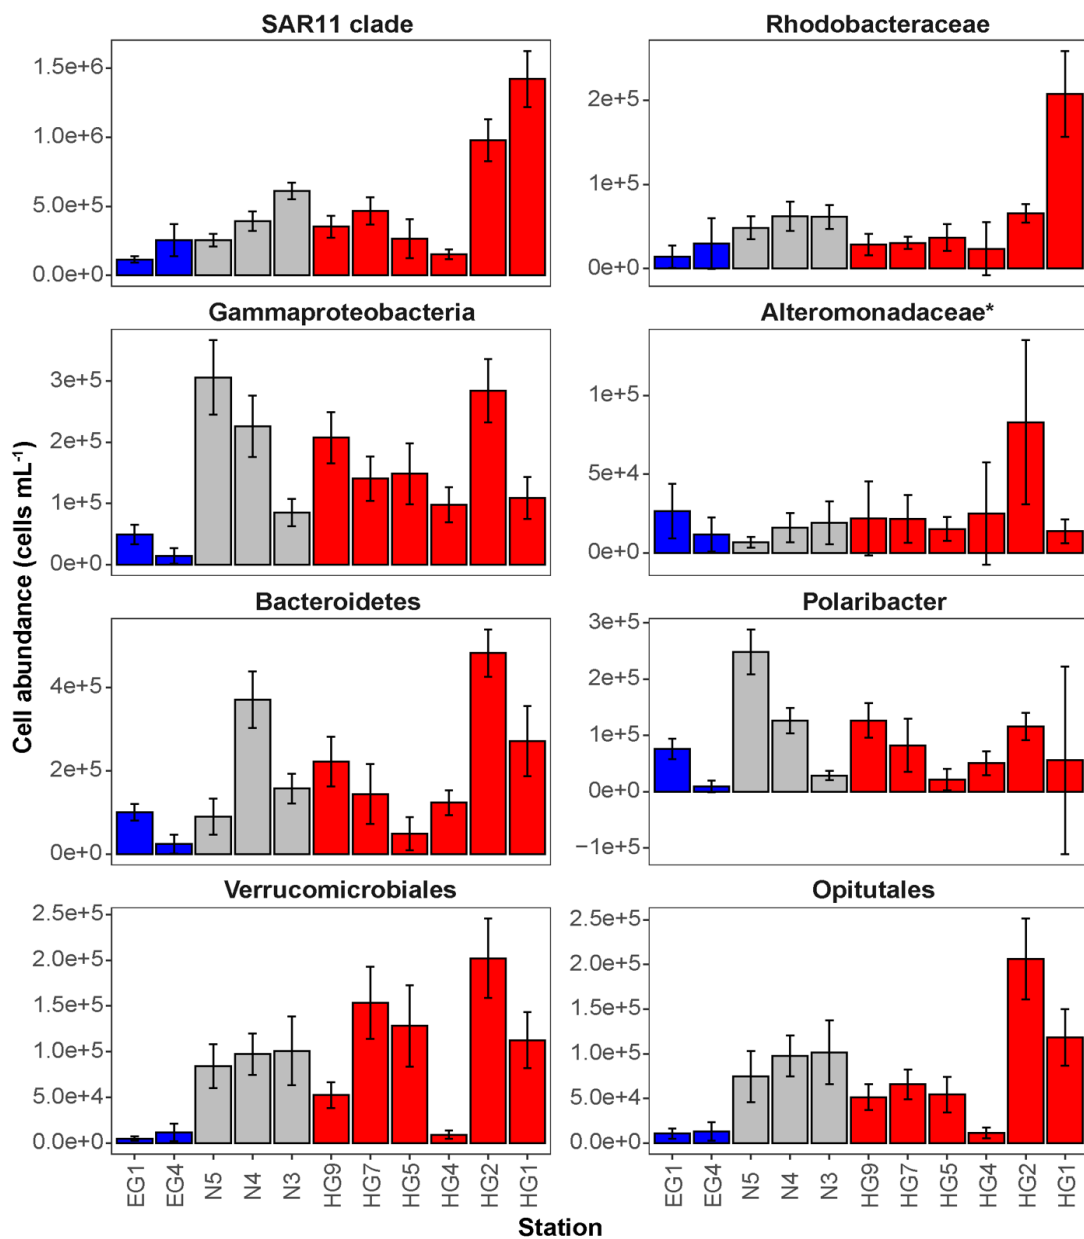 SAR11 clade
1.5e+6
1.0e+6
5.0e+5
0.0e+0
Rhodobacteraceae
2e+5
1e+5
0e+0
Gammaproteobacteria
3e+5
2e+5
1e+5
0e+0
Alteromonadaceae*
1e+5
5e+4
0e+0
Cell abundance (cells mL⁻¹)
Bacteroidetes
4e+5
2e+5
0e+0
Polaribacter
3e+5
2e+5
1e+5
0e+0
−1e+5
Verrucomicrobiales
2.5e+5
2.0e+5
1.5e+5
1.0e+5
5.0e+4
0.0e+0
Opitutales
2.5e+5
2.0e+5
1.5e+5
1.0e+5
5.0e+4
0.0e+0
EG1 EG4 N5 N4 N3 HG9 HG7 HG5 HG4 HG2 HG1
EG1 EG4 N5 N4 N3 HG9 HG7 HG5 HG4 HG2 HG1
Station